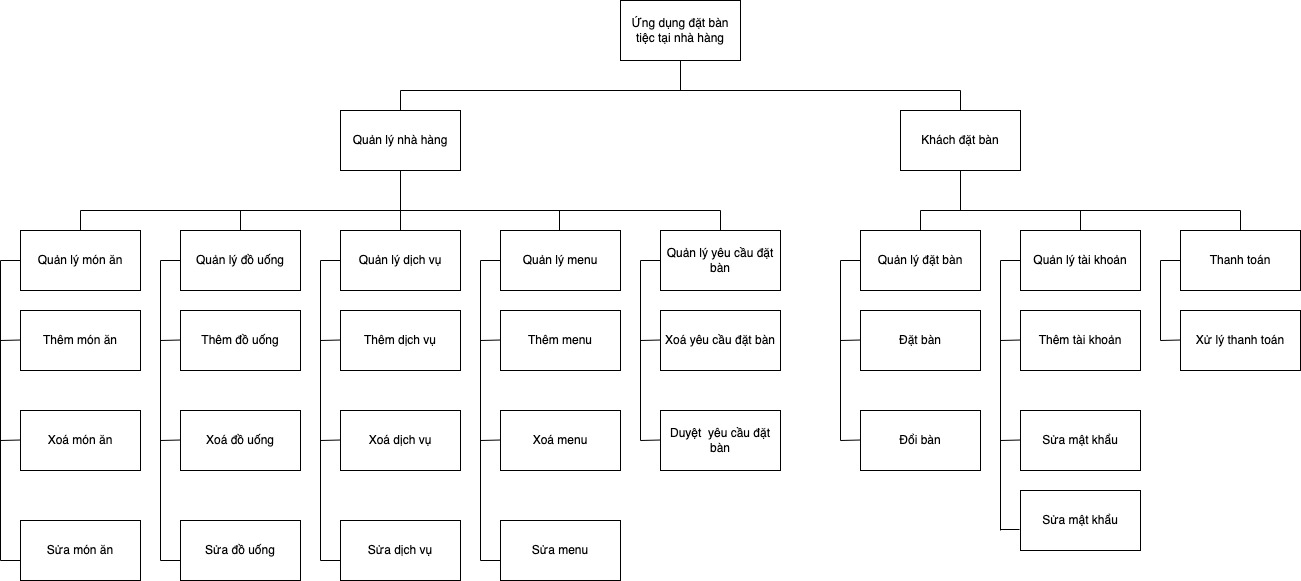 Ứng dụng đặt bàn
tiệc tại nhà hàng
Quản lý nhà hàng
Khách đặt bàn
Quản lý món ăn
Quản lý đồ uống
Quản lý dịch vụ
Quản lý menu
Quản lý yêu cầu đặt
bàn
Quản lý đặt bàn
Quản lý tài khoản
Thanh toán
Thêm món ăn
Thêm đồ uống
Thêm dịch vụ
Thêm menu
Xoá yêu cầu đặt bàn
Đặt bàn
Thêm tài khoản
Xử lý thanh toán
Xoá món ăn
Xoá đồ uống
Xoá dịch vụ
Xoá menu
Duyệt yêu cầu đặt
bàn
Đổi bàn
Sửa mật khẩu
Sửa mật khẩu
Sửa món ăn
Sửa đồ uống
Sửa dịch vụ
Sửa menu